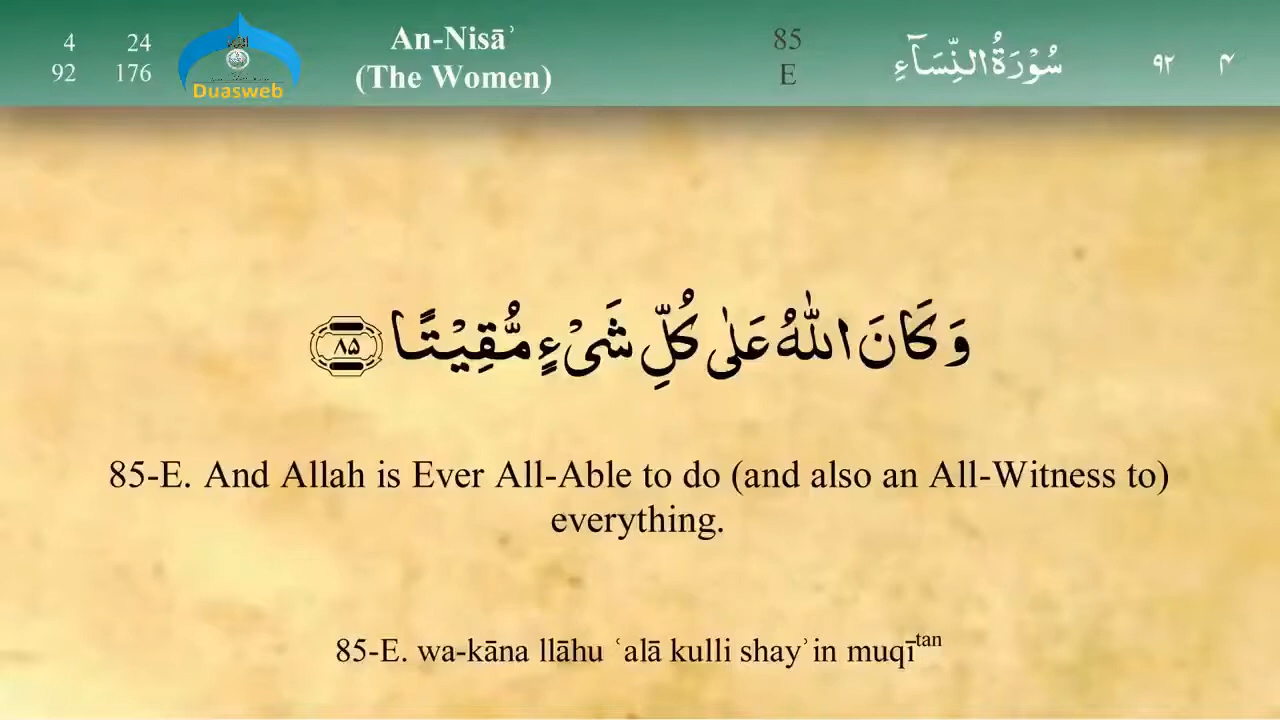 4 24
92 176
Duasweb
An-Nisāʾ
(The Women)
85
E
سُوْرَةُ النِّسَآءِ
٩٢ ٤
وَ كَانَ اللّٰهُ عَلٰى كُلِّ شَیْءٍ مُّقِیْتًا ﴿٨٥﴾
85-E. And Allah is Ever All-Able to do (and also an All-Witness to)
everything.
85-E. wa-kāna llāhu ʿalā kulli shayʾin muqītan